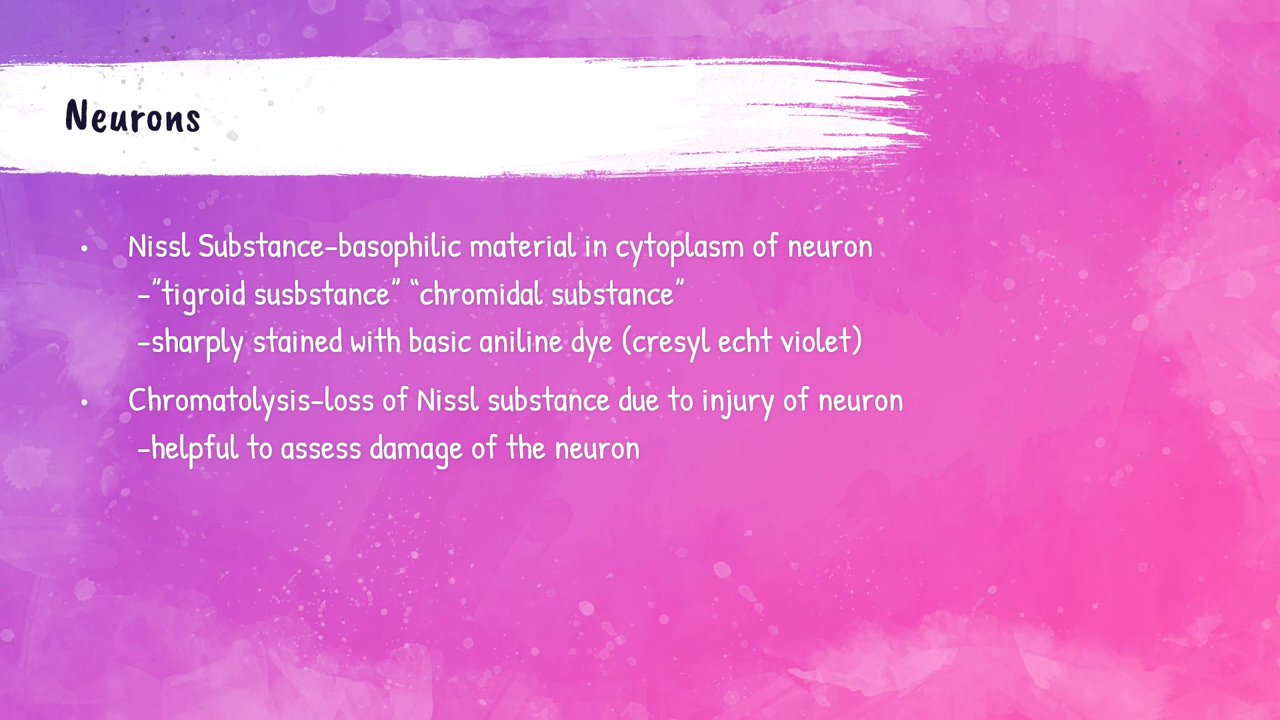 Neurons
• Nissl Substance-basophilic material in cytoplasm of neuron
-"tigroid susbstance" "chromidal substance"
-sharply stained with basic aniline dye (cresyl echt violet)
• Chromatolysis-loss of Nissl substance due to injury of neuron
-helpful to assess damage of the neuron